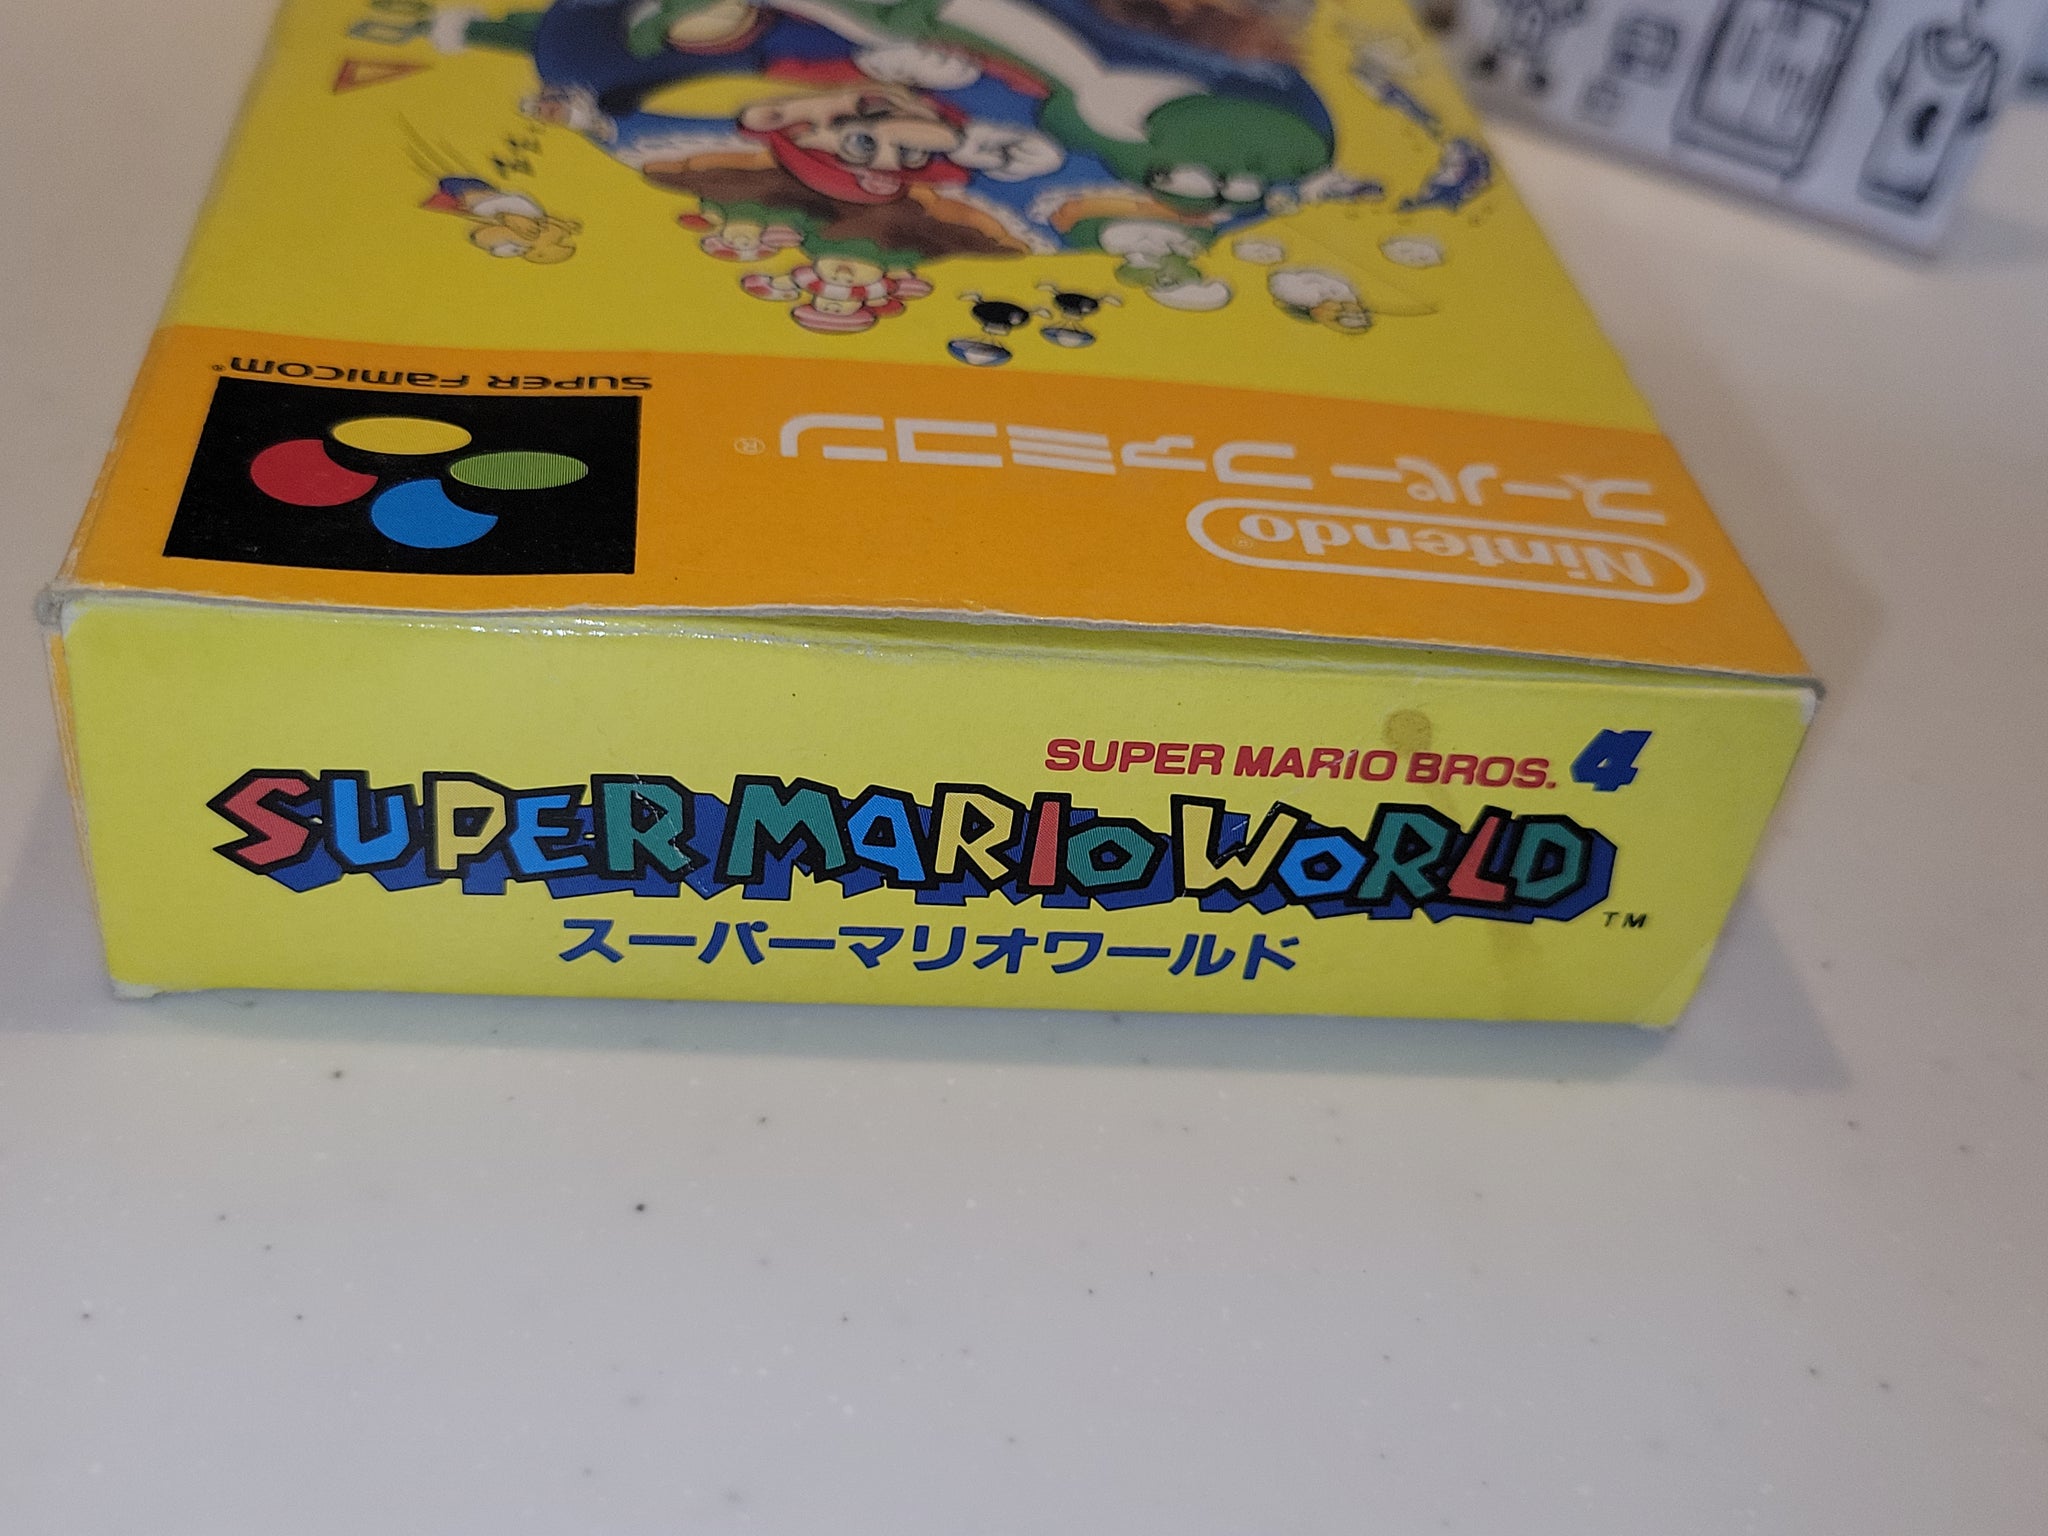 SUPER FAMICOM®
Nintendo®
スーパーファミコン®
zzz
SUPER MARIO BROS. 4
SUPER MARIO WORLD
TM
スーパーマリオワールド